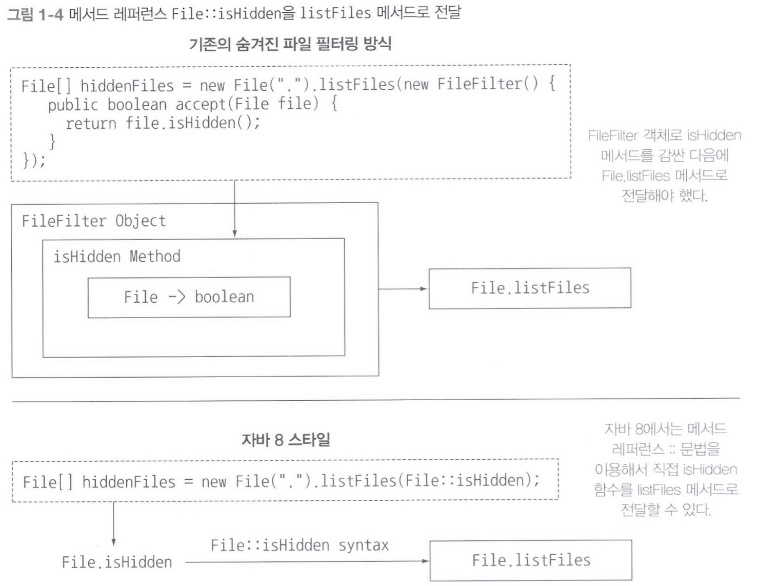 그림 1-4 메서드 레퍼런스 File::isHidden을 listFiles 메서드로 전달
기존의 숨겨진 파일 필터링 방식
File[] hiddenFiles = new File(".").listFiles(new FileFilter() {
public boolean accept(File file) {
return file.isHidden();
}
});
FileFilter 객체로 isHidden
메서드를 감싼 다음에
File.listFiles 메서드로
전달해야 했다.
FileFilter Object
isHidden Method
File -> boolean
File.listFiles
자바 8 스타일
File[] hiddenFiles = new File(".").listFiles(File::isHidden);
자바 8에서는 메서드
레퍼런스 :: 문법을
이용해서 직접 isHidden
함수를 listFiles 메서드로
전달할 수 있다.
File.isHidden
File::isHidden syntax
File.listFiles